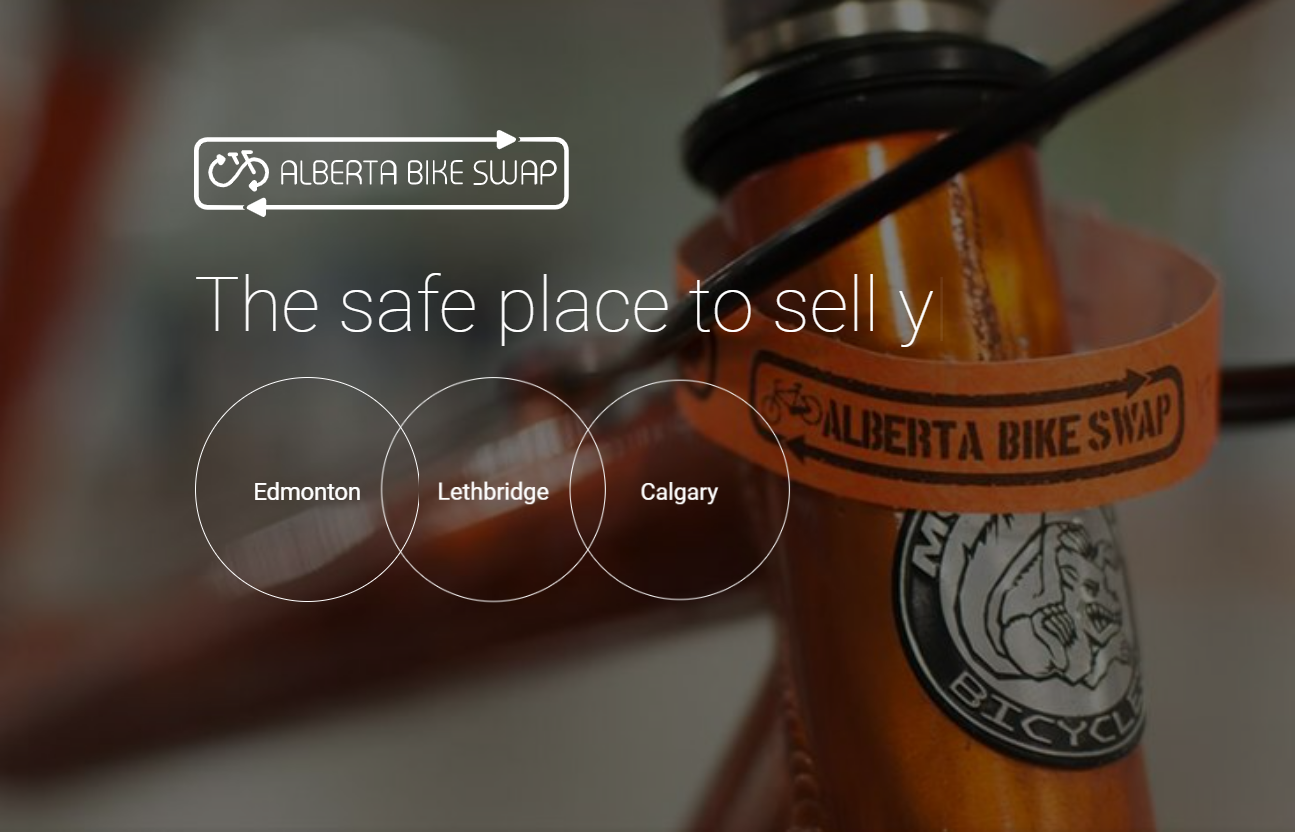 ALBERTA BIKE SWAP
The safe place to sell y
Edmonton
Lethbridge
Calgary
ALBERTA BIKE SWAP
BICYCLE